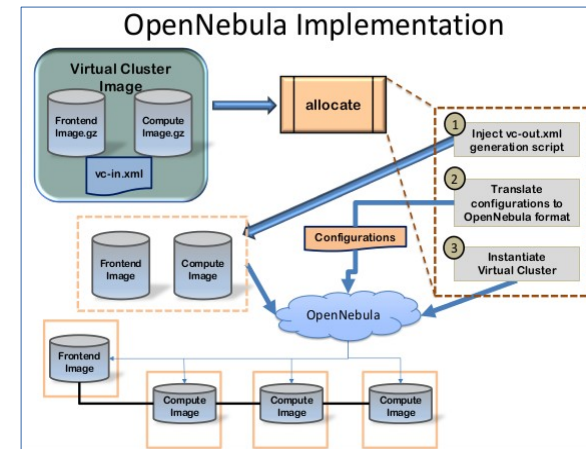 OpenNebula Implementation
Virtual Cluster
Image
Frontend
Image.gz
Compute
Image.gz
vc-in.xml
allocate
1
Inject vc-out.xml
generation script
2
Translate
configurations to
OpenNebula format
3
Instantiate
Virtual Cluster
Configurations
Frontend
Image
Compute
Image
OpenNebula
Frontend
Image
Compute
Image
Compute
Image
Compute
Image